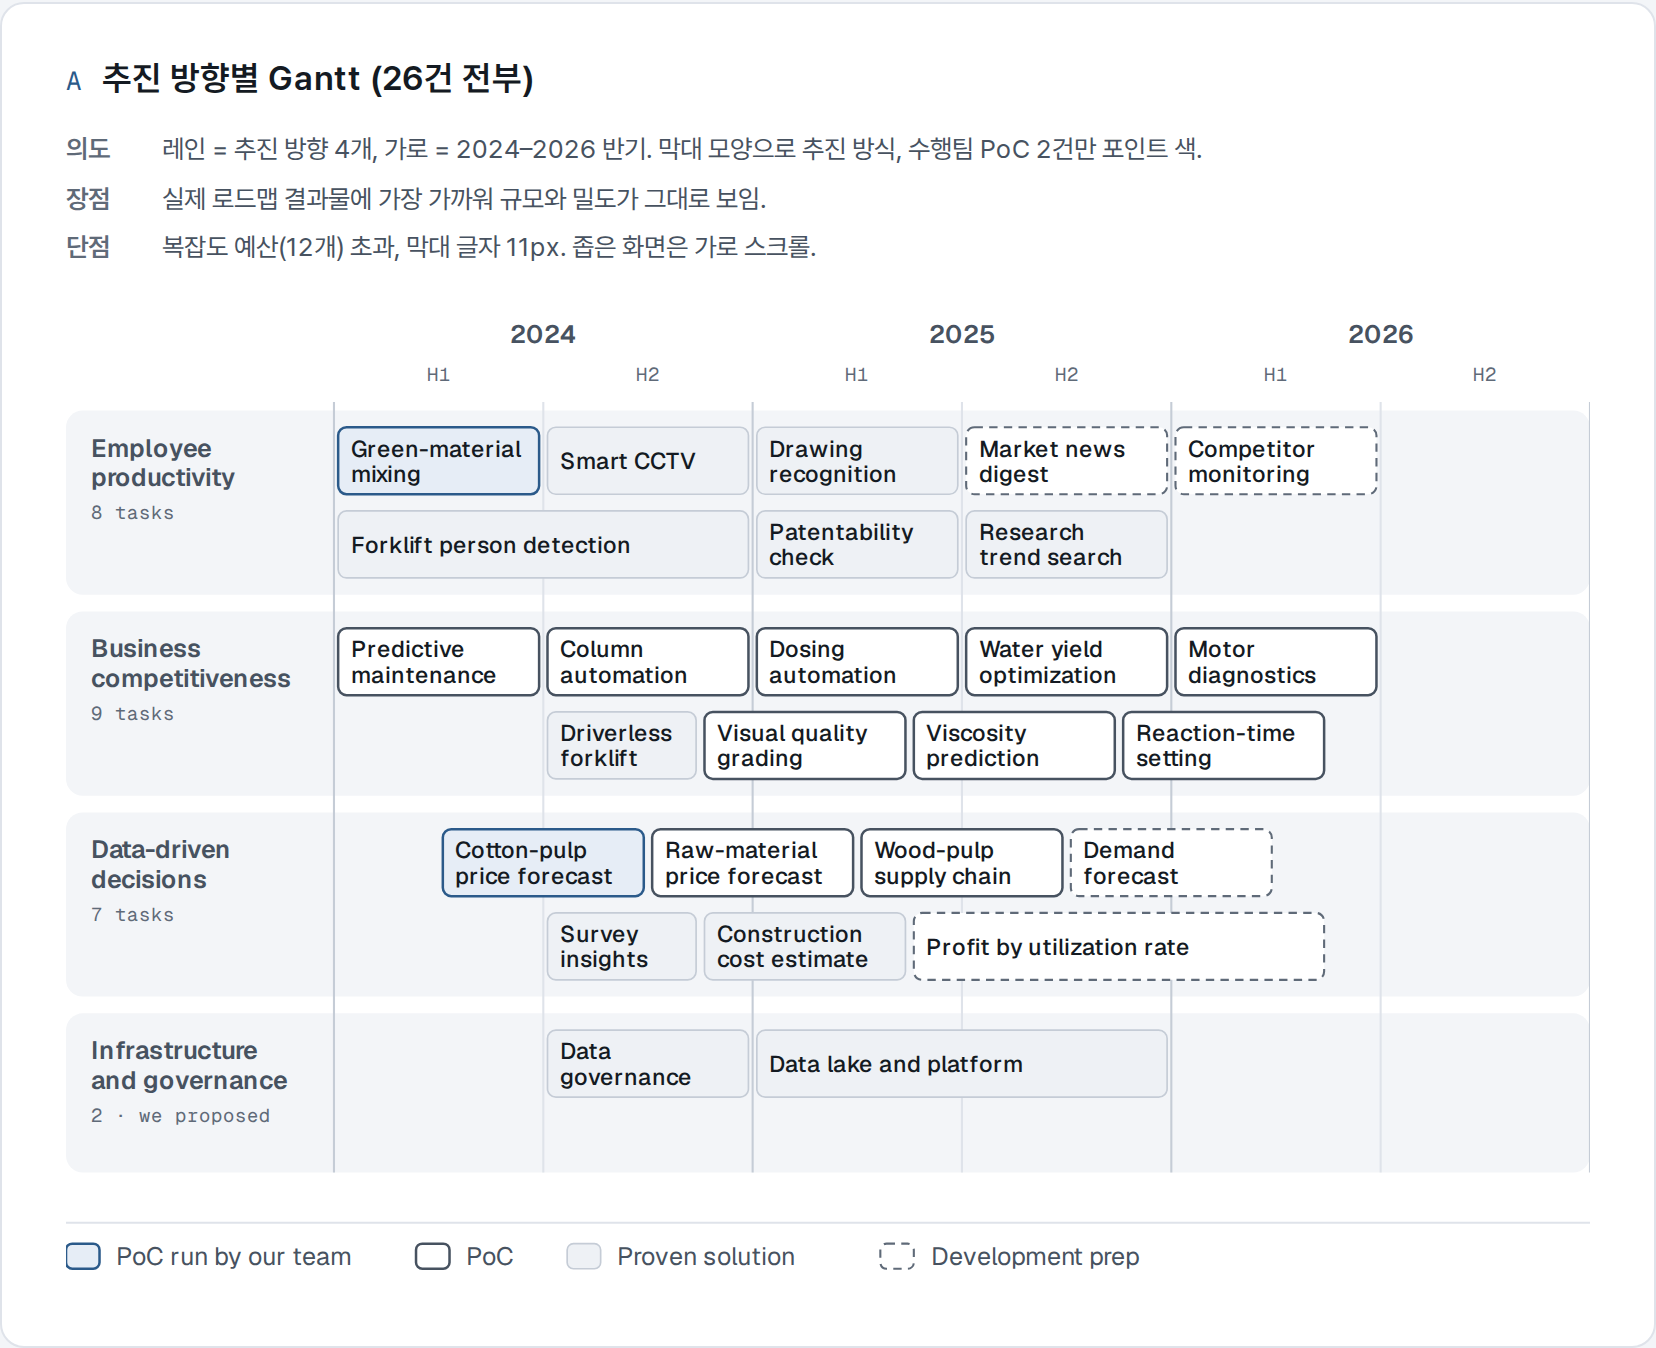 A 추진 방향별 Gantt (26건 전부)
의도 레인 = 추진 방향 4개, 가로 = 2024–2026 반기. 막대 모양으로 추진 방식, 수행팀 PoC 2건만 포인트 색.
장점 실제 로드맵 결과물에 가장 가까워 규모와 밀도가 그대로 보임.
단점 복잡도 예산(12개) 초과, 막대 글자 11px. 좁은 화면은 가로 스크롤.
2024 2025 2026
H1 H2 H1 H2 H1 H2
Employee
productivity
8 tasks
Green-material
mixing
Smart CCTV
Drawing
recognition
Market news
digest
Competitor
monitoring
Forklift person detection
Patentability
check
Research
trend search
Business
competitiveness
9 tasks
Predictive
maintenance
Column
automation
Dosing
automation
Water yield
optimization
Motor
diagnostics
Driverless
forklift
Visual quality
grading
Viscosity
prediction
Reaction-time
setting
Data-driven
decisions
7 tasks
Cotton-pulp
price forecast
Raw-material
price forecast
Wood-pulp
supply chain
Demand
forecast
Survey
insights
Construction
cost estimate
Profit by utilization rate
Infrastructure
and governance
2 · we proposed
Data
governance
Data lake and platform
PoC run by our team
PoC
Proven solution
Development prep